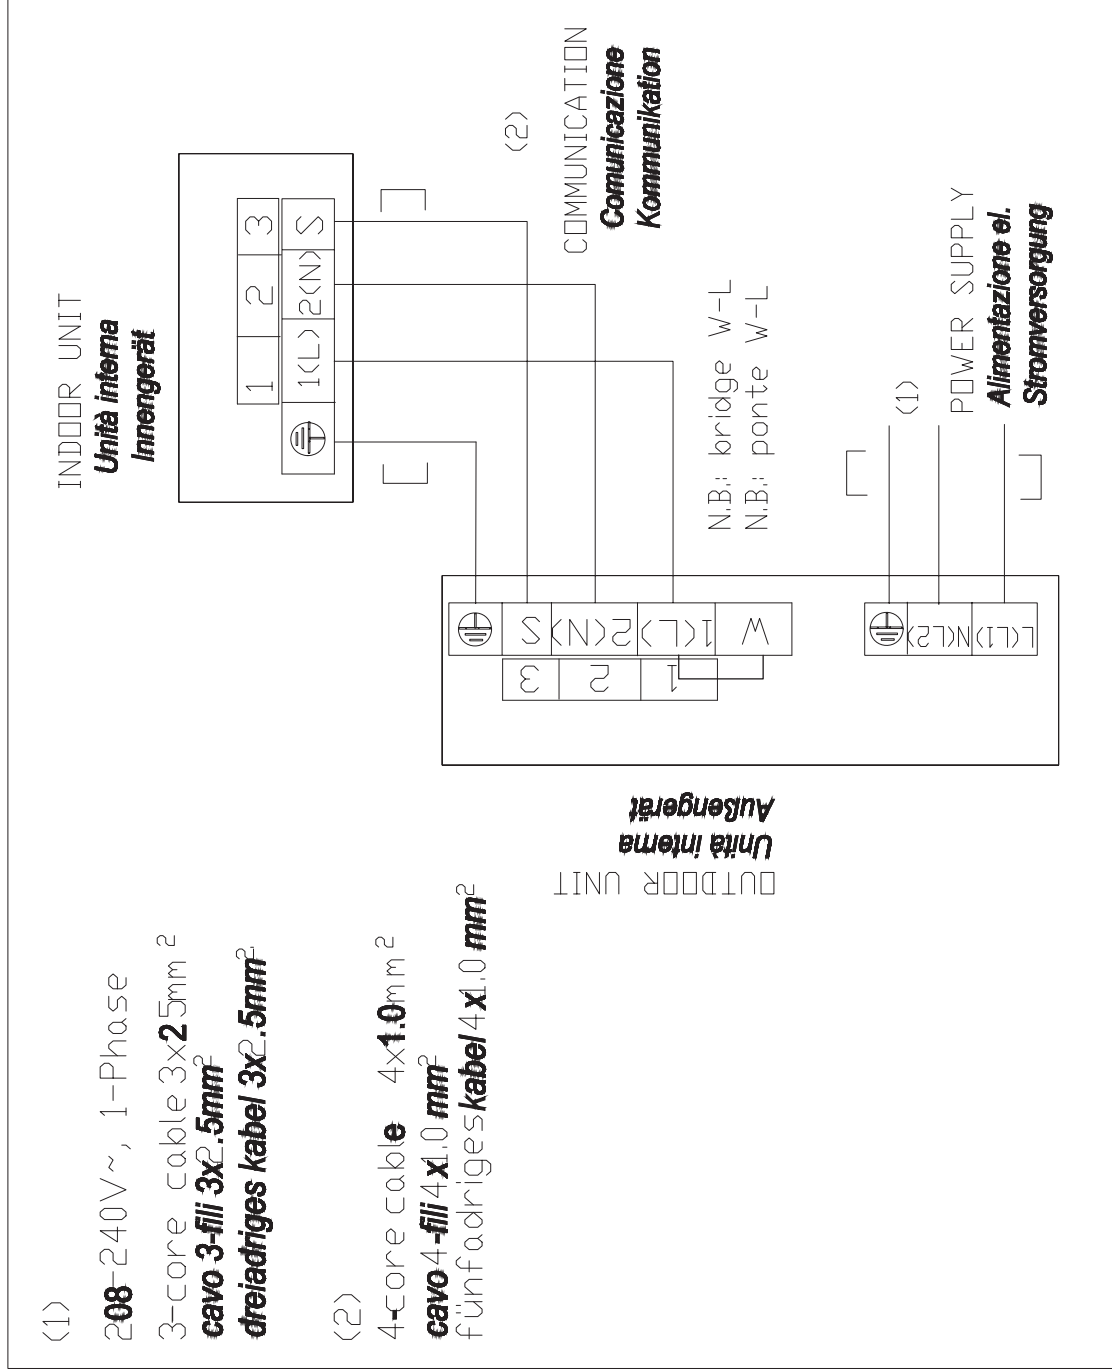 (1)
208-240V~, 1-Phase
3-core cable 3x25mm²
cavo 3-fili 3x2.5mm²
dreiadriges kabel 3x2.5mm²
(2)
4-core cable 4x1.0mm²
cavo 4-fili 4x1.0 mm²
fünfadriges kabel 4x1.0 mm²
INDOOR UNIT
Unità interna
Innengerät
1 2 3
1(L) 2(N) S
(2)
COMMUNICATION
Comunicazione
Kommunikation
N.B.: bridge W-L
N.B.: ponte W-L
(1)
POWER SUPPLY
Alimentazione el.
Stromversorgung
L(L1) N(L2) W 1(L) 2(N) S
1 2 3
Außengerät
Unità interna
OUTDOOR UNIT